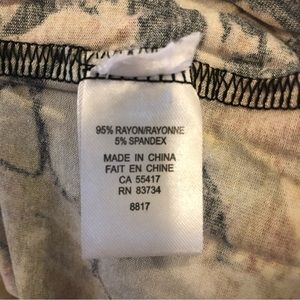 95% RAYON/RAYONNE
5% SPANDEX
MADE IN CHINA
FAIT EN CHINE
CA 55417
RN 83734
8817